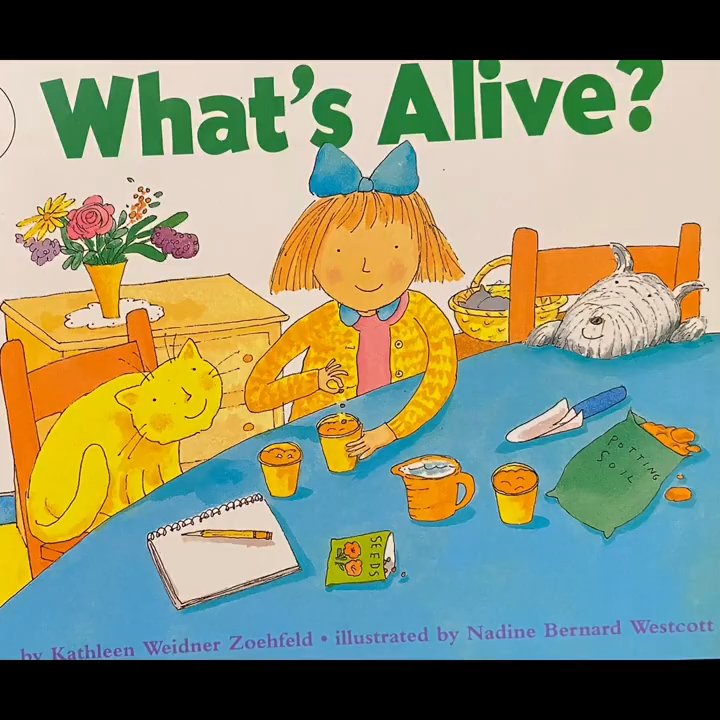 What's Alive?
POTTING
SOIL
SEEDS
by Kathleen Weidner Zoehfeld • illustrated by Nadine Bernard Westcott